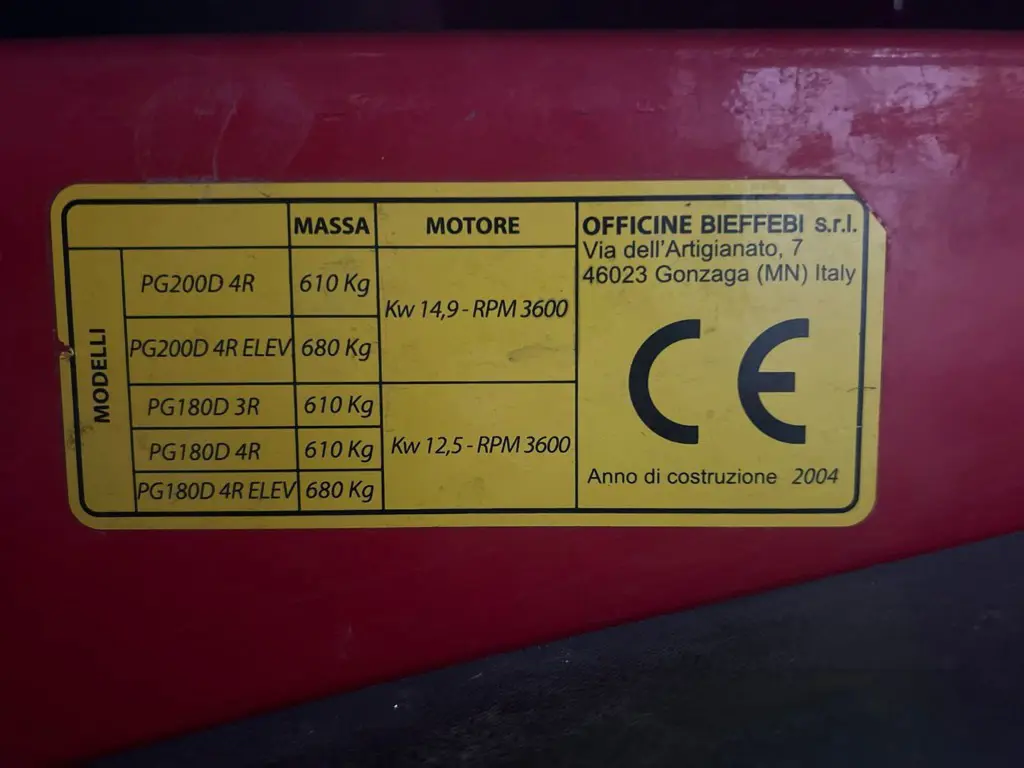 MASSA MOTORE
MODELLI
PG200D 4R 610 Kg Kw 14,9 - RPM 3600
PG200D 4R ELEV 680 Kg
PG180D 3R 610 Kg Kw 12,5 - RPM 3600
PG180D 4R 610 Kg
PG180D 4R ELEV 680 Kg
OFFICINE BIEFFEBI s.r.l.
Via dell'Artigianato, 7
46023 Gonzaga (MN) Italy
CE
Anno di costruzione 2004